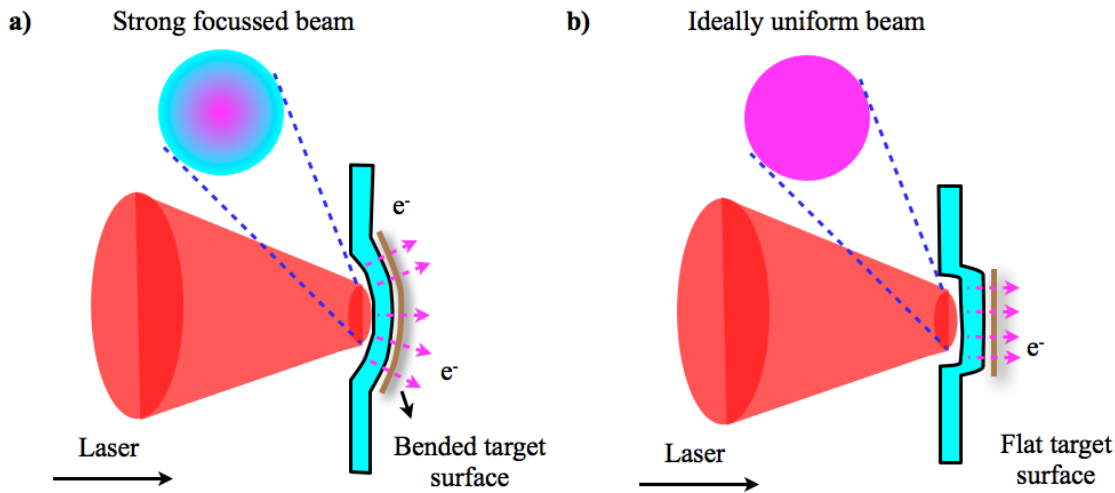 a)
Strong focussed beam
e-
e-
Laser
Bended target
surface
b)
Ideally uniform beam
e-
Laser
Flat target
surface